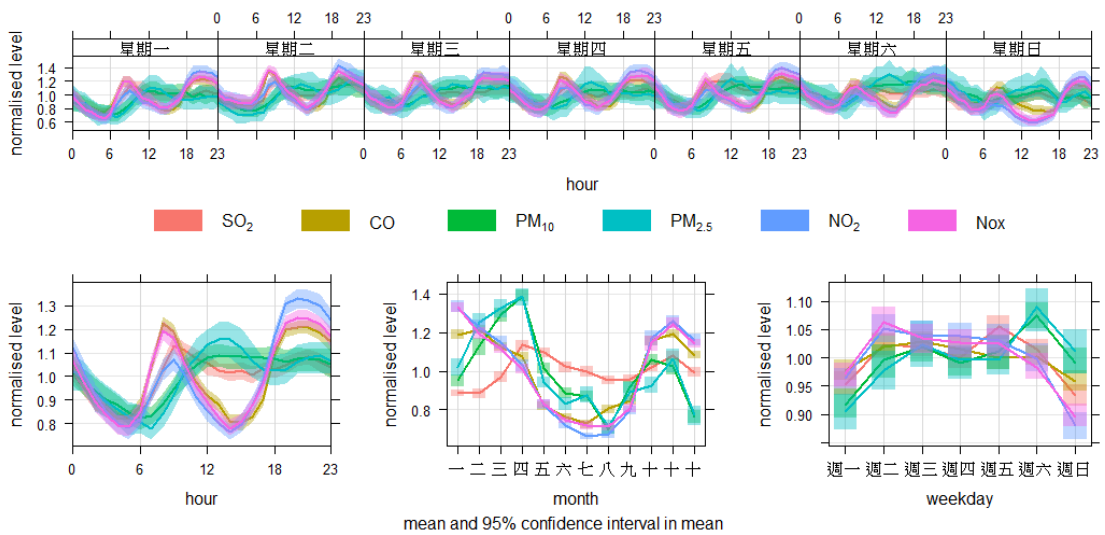 0 6 12 18 23 0 6 12 18 23 0 6 12 18 23
星期一 星期二 星期三 星期四 星期五 星期六 星期日
normalised level
1.4
1.2
1.0
0.8
0.6
0 6 12 18 23 0 6 12 18 23 0 6 12 18 23 0 6 12 18 23
hour
SO₂ CO PM₁₀ PM₂.₅ NO₂ Nox
normalised level
1.3
1.2
1.1
1.0
0.9
0.8
0 6 12 18 23
hour
normalised level
1.4
1.2
1.0
0.8
一 二 三 四 五 六 七 八 九 十 十 十
month
normalised level
1.10
1.05
1.00
0.95
0.90
週一 週二 週三 週四 週五 週六 週日
weekday
mean and 95% confidence interval in mean